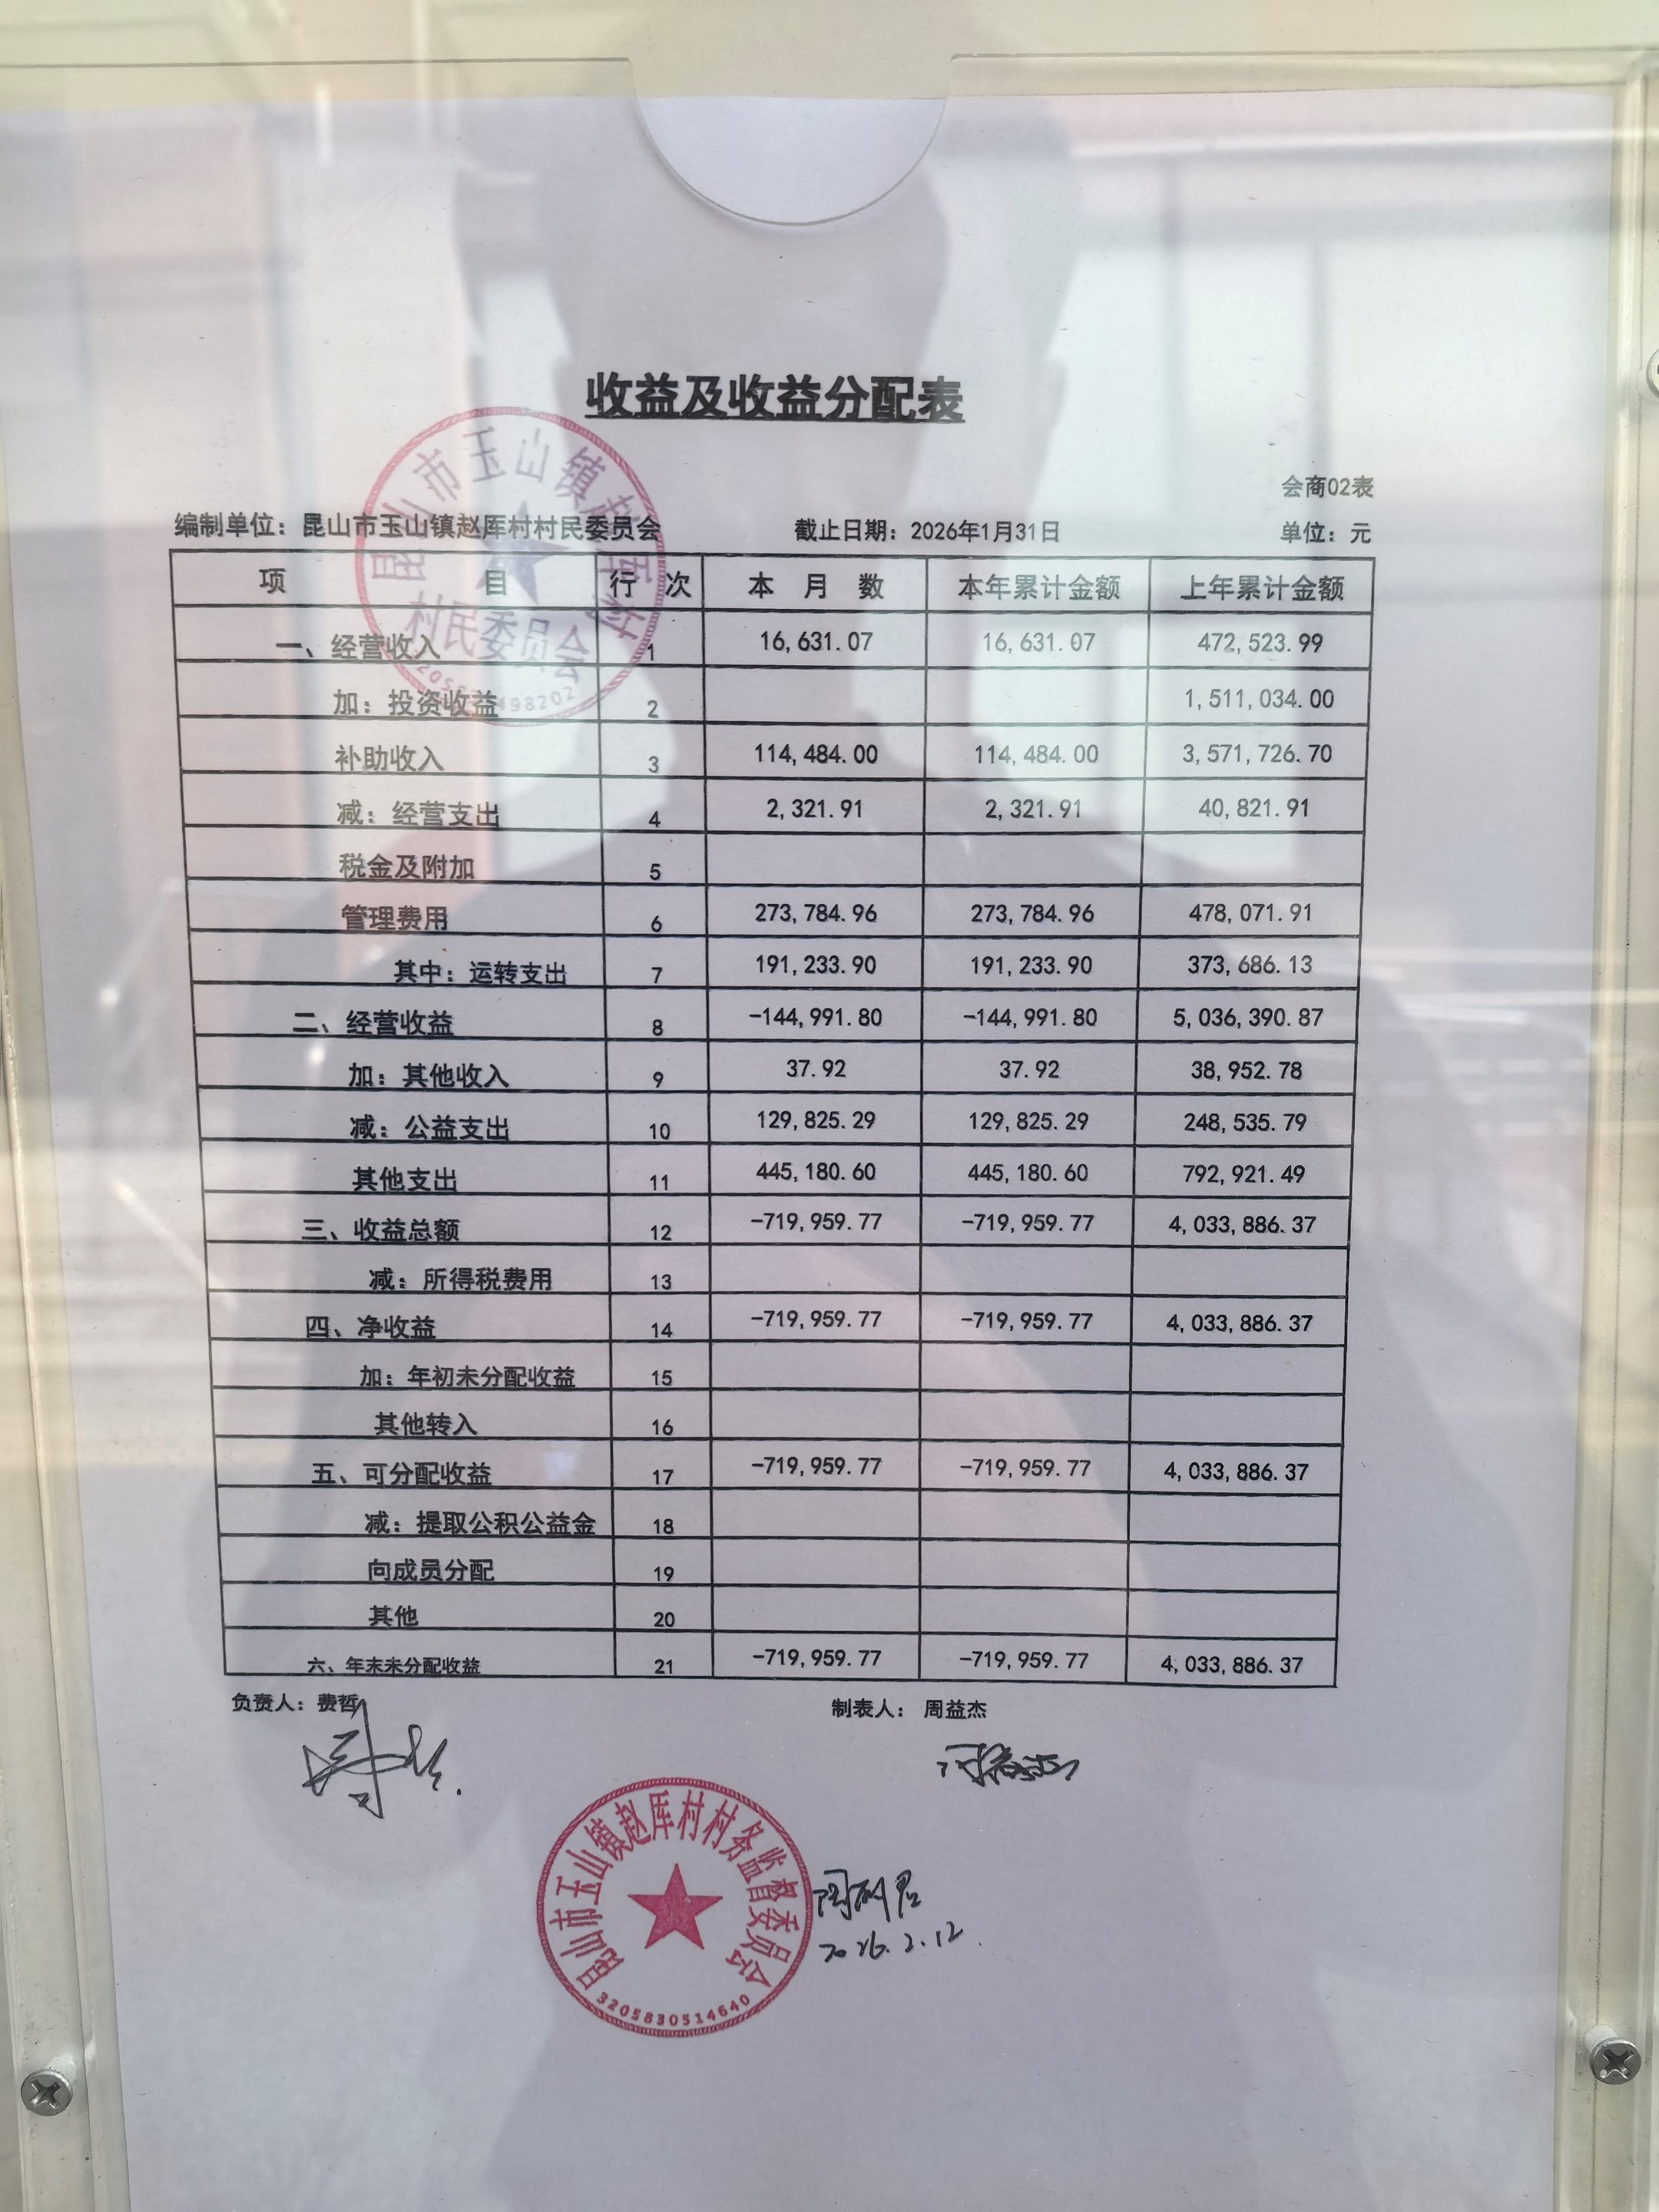 收益及收益分配表
会商02表
编制单位：昆山市玉山镇赵厍村村民委员会 截止日期：2026年1月31日 单位：元
项 目 行 次 本 月 数 本年累计金额 上年累计金额
一、经营收入 1 16,631.07 16,631.07 472,523.99
加：投资收益 2 1,511,034.00
补助收入 3 114,484.00 114,484.00 3,571,726.70
减：经营支出 4 2,321.91 2,321.91 40,821.91
税金及附加 5
管理费用 6 273,784.96 273,784.96 478,071.91
其中：运转支出 7 191,233.90 191,233.90 373,686.13
二、经营收益 8 -144,991.80 -144,991.80 5,036,390.87
加：其他收入 9 37.92 37.92 38,952.78
减：公益支出 10 129,825.29 129,825.29 248,535.79
其他支出 11 445,180.60 445,180.60 792,921.49
三、收益总额 12 -719,959.77 -719,959.77 4,033,886.37
减：所得税费用 13
四、净收益 14 -719,959.77 -719,959.77 4,033,886.37
加：年初未分配收益 15
其他转入 16
五、可分配收益 17 -719,959.77 -719,959.77 4,033,886.37
减：提取公积公益金 18
向成员分配 19
其他 20
六、年末未分配收益 21 -719,959.77 -719,959.77 4,033,886.37
负责人：费哲 制表人：周益杰
昆山市玉山镇赵厍村
村民委员会
昆山市玉山镇赵厍村村务监督委员会
3205830514640
2026.2.12